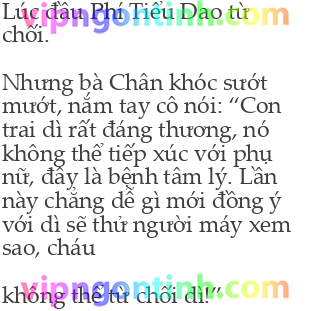 Lúc đầu Phí Tiểu Dao từ
vipngontinh.com
chối.
Nhưng bà Chân khóc sướt
mướt, nắm tay cô nói: “Con
trai dì rất đáng thương, nó
không thể tiếp xúc với phụ
nữ, đấy là bệnh tâm lý. Lần
này chẳng dễ gì mới đồng ý
với dì sẽ thử người máy xem
sao, cháu
vipngontinh.com
không thể từ chối dì!”